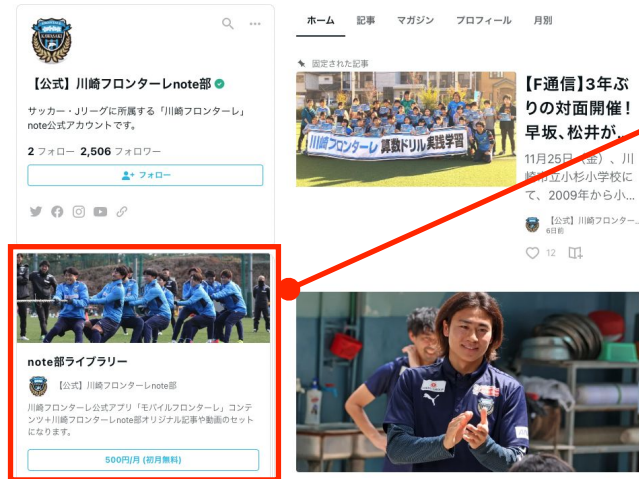 【公式】川崎フロンターレnote部
サッカー・Jリーグに所属する「川崎フロンターレ」
note公式アカウントです。
2 フォロー 2,506 フォロワー
フォロー
note部ライブラリー
【公式】川崎フロンターレnote部
川崎フロンターレ公式アプリ「モバイルフロンターレ」コンテ
ンツ+川崎フロンターレnote部オリジナル記事や動画のセット
になります。
500円/月 (初月無料)
ホーム 記事 マガジン プロフィール 月別
固定された記事
川崎フロンターレ 算数ドリル実践学習
【F通信】3年ぶ
りの対面開催!
早坂、松井が...
11月25日(金)、川
崎市立小杉小学校に
て、2009年から小...
【公式】川崎フロンター...
6日前
12